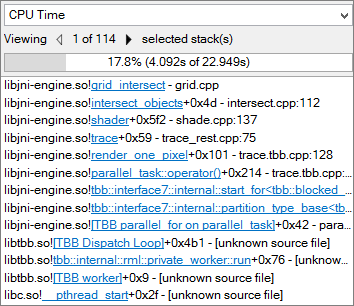 CPU Time
Viewing 1 of 114 selected stack(s)
17.8% (4.092s of 22.949s)
libjni-engine.so!grid_intersect - grid.cpp
libjni-engine.so!intersect_objects+0x4d - intersect.cpp:112
libjni-engine.so!shader+0x5f2 - shade.cpp:137
libjni-engine.so!trace+0x59 - trace_rest.cpp:75
libjni-engine.so!render_one_pixel+0x101 - trace.tbb.cpp:128
libjni-engine.so!parallel_task::operator()+0x214 - trace.tbb.c...
libjni-engine.so!tbb::interface7::internal::start_for<tbb::blocked_...
libjni-engine.so!tbb::interface7::internal::partition_type_base<tb...
libjni-engine.so![TBB parallel_for on parallel_task]+0x42 - para...
libtbb.so![TBB Dispatch Loop]+0x4b1 - [unknown source file]
libtbb.so!tbb::internal::rml::private_worker::run+0x76 - [unknow...
libtbb.so![TBB worker]+0x9 - [unknown source file]
libc.so!__pthread_start+0x2f - [unknown source file]